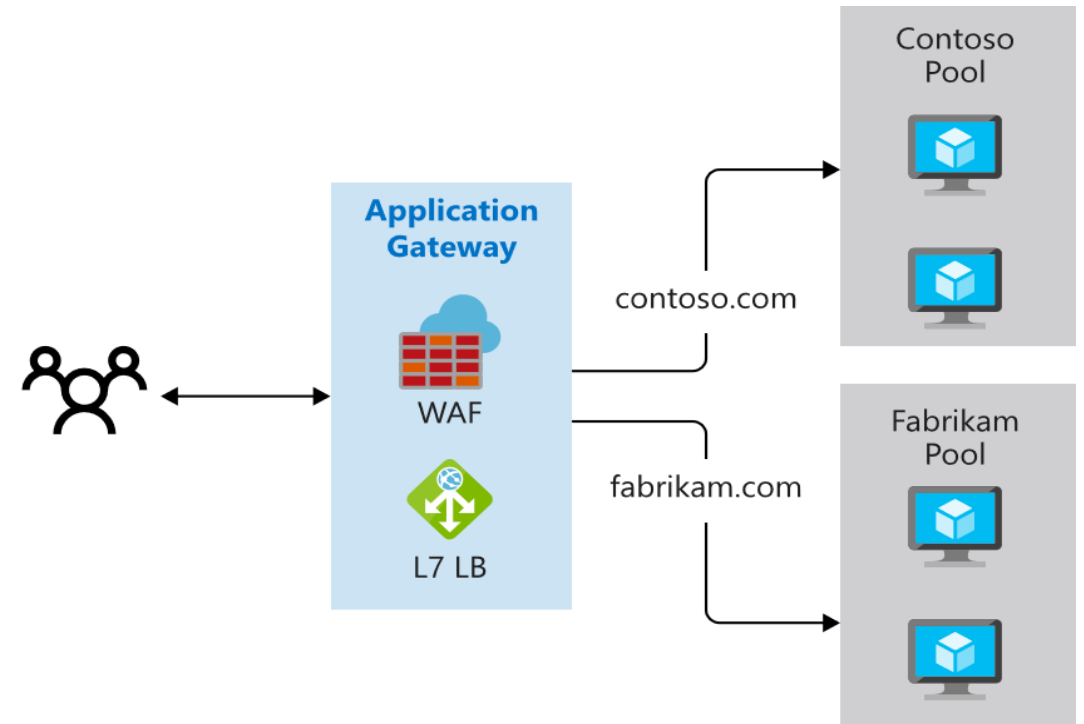 Application
Gateway
WAF
L7 LB
contoso.com
fabrikam.com
Contoso
Pool
Fabrikam
Pool